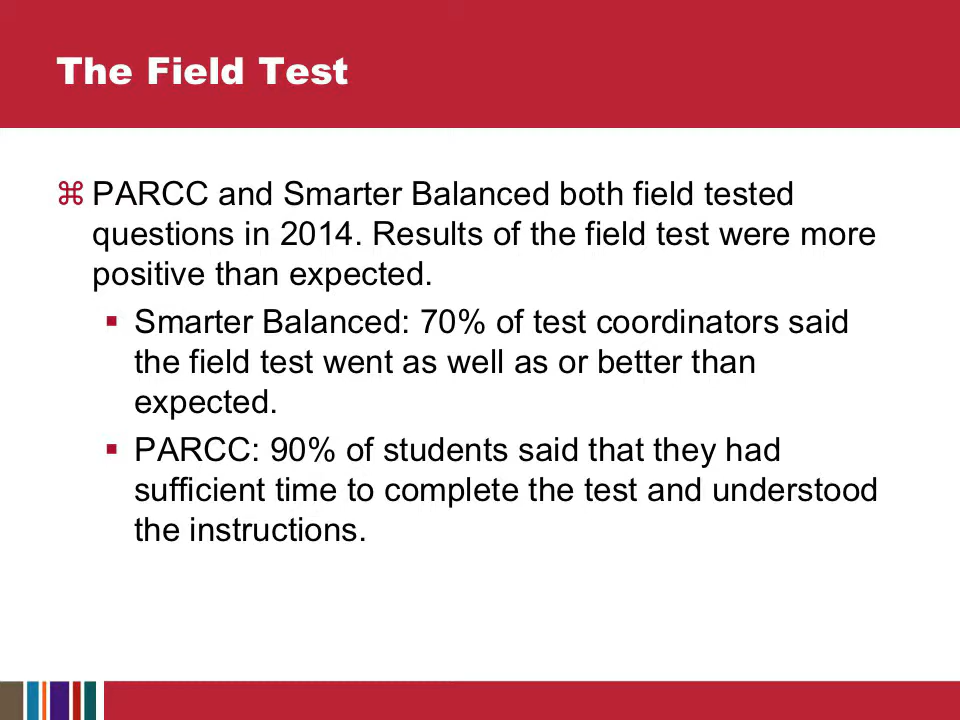 The Field Test
⌘ PARCC and Smarter Balanced both field tested
questions in 2014. Results of the field test were more
positive than expected.
▪ Smarter Balanced: 70% of test coordinators said
the field test went as well as or better than
expected.
▪ PARCC: 90% of students said that they had
sufficient time to complete the test and understood
the instructions.